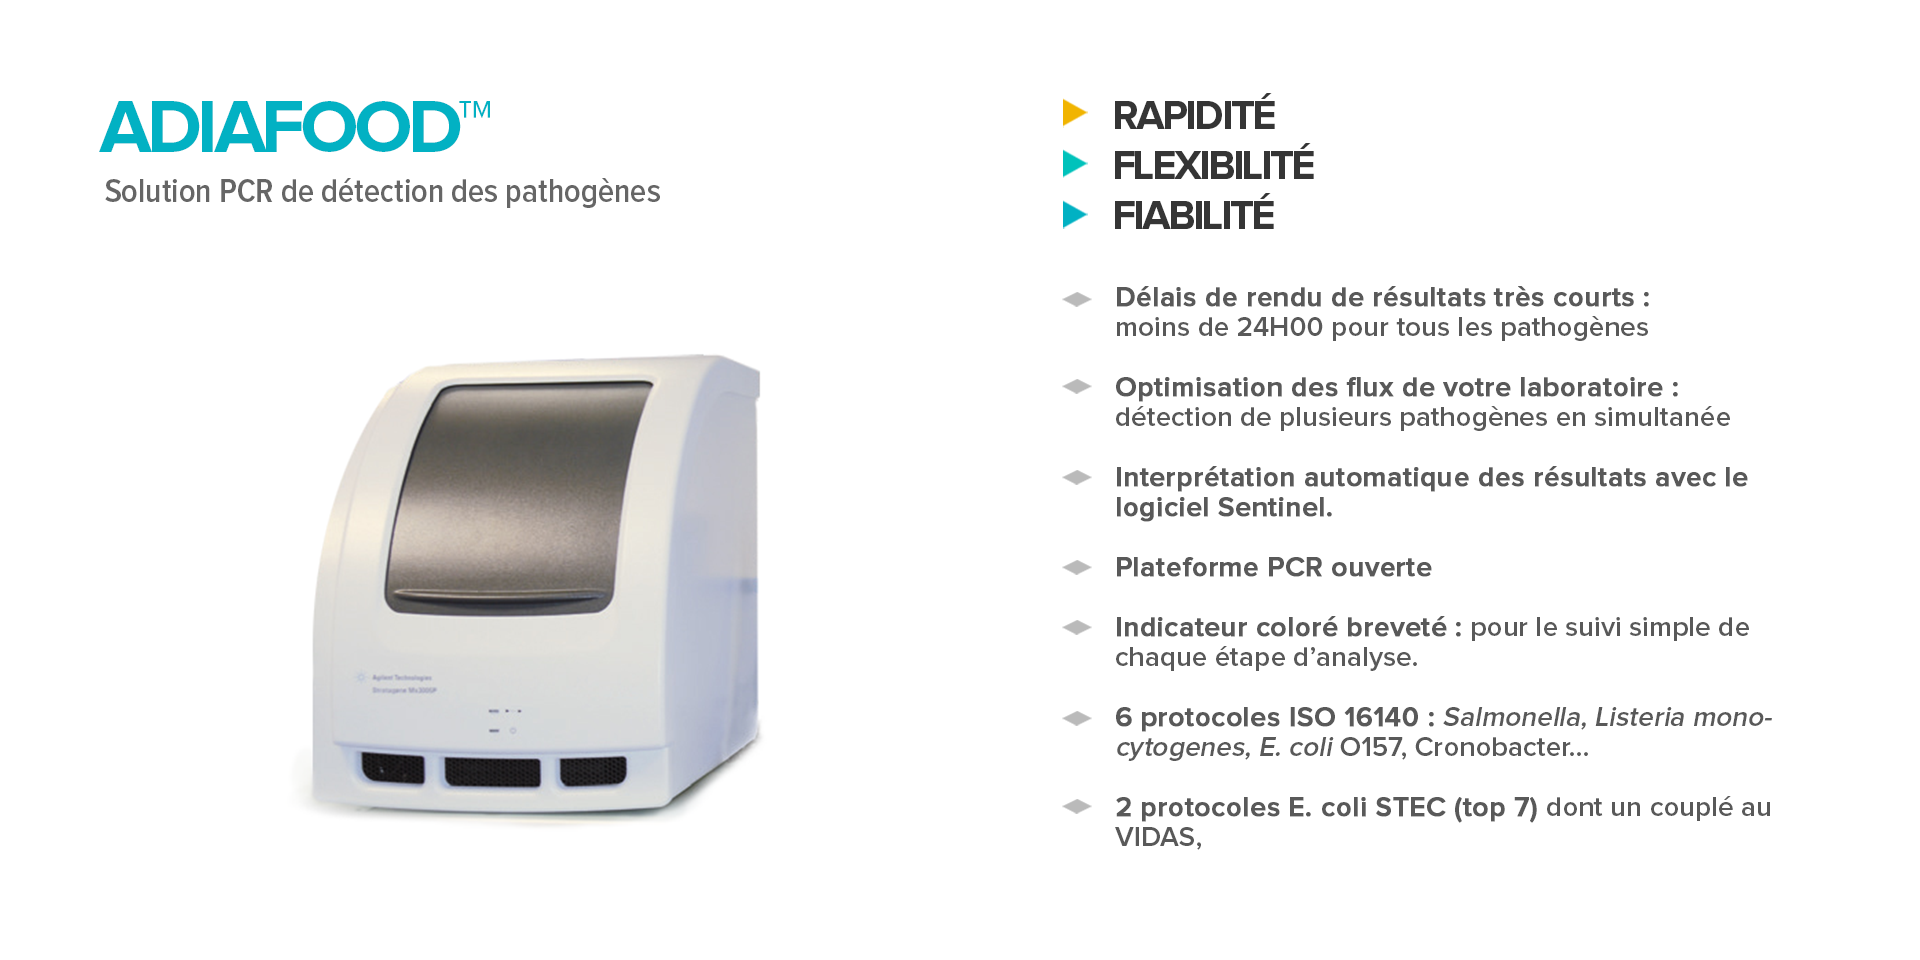 ADIAFOOD™
Solution PCR de détection des pathogènes
RAPIDITÉ
FLEXIBILITÉ
FIABILITÉ
Délais de rendu de résultats très courts :
moins de 24H00 pour tous les pathogènes
Optimisation des flux de votre laboratoire :
détection de plusieurs pathogènes en simultanée
Interprétation automatique des résultats avec le
logiciel Sentinel.
Plateforme PCR ouverte
Indicateur coloré breveté : pour le suivi simple de
chaque étape d’analyse.
6 protocoles ISO 16140 : Salmonella, Listeria mono-
cytogenes, E. coli O157, Cronobacter...
2 protocoles E. coli STEC (top 7) dont un couplé au
VIDAS,
Agilent Technologies
Stratagene Mx3005P